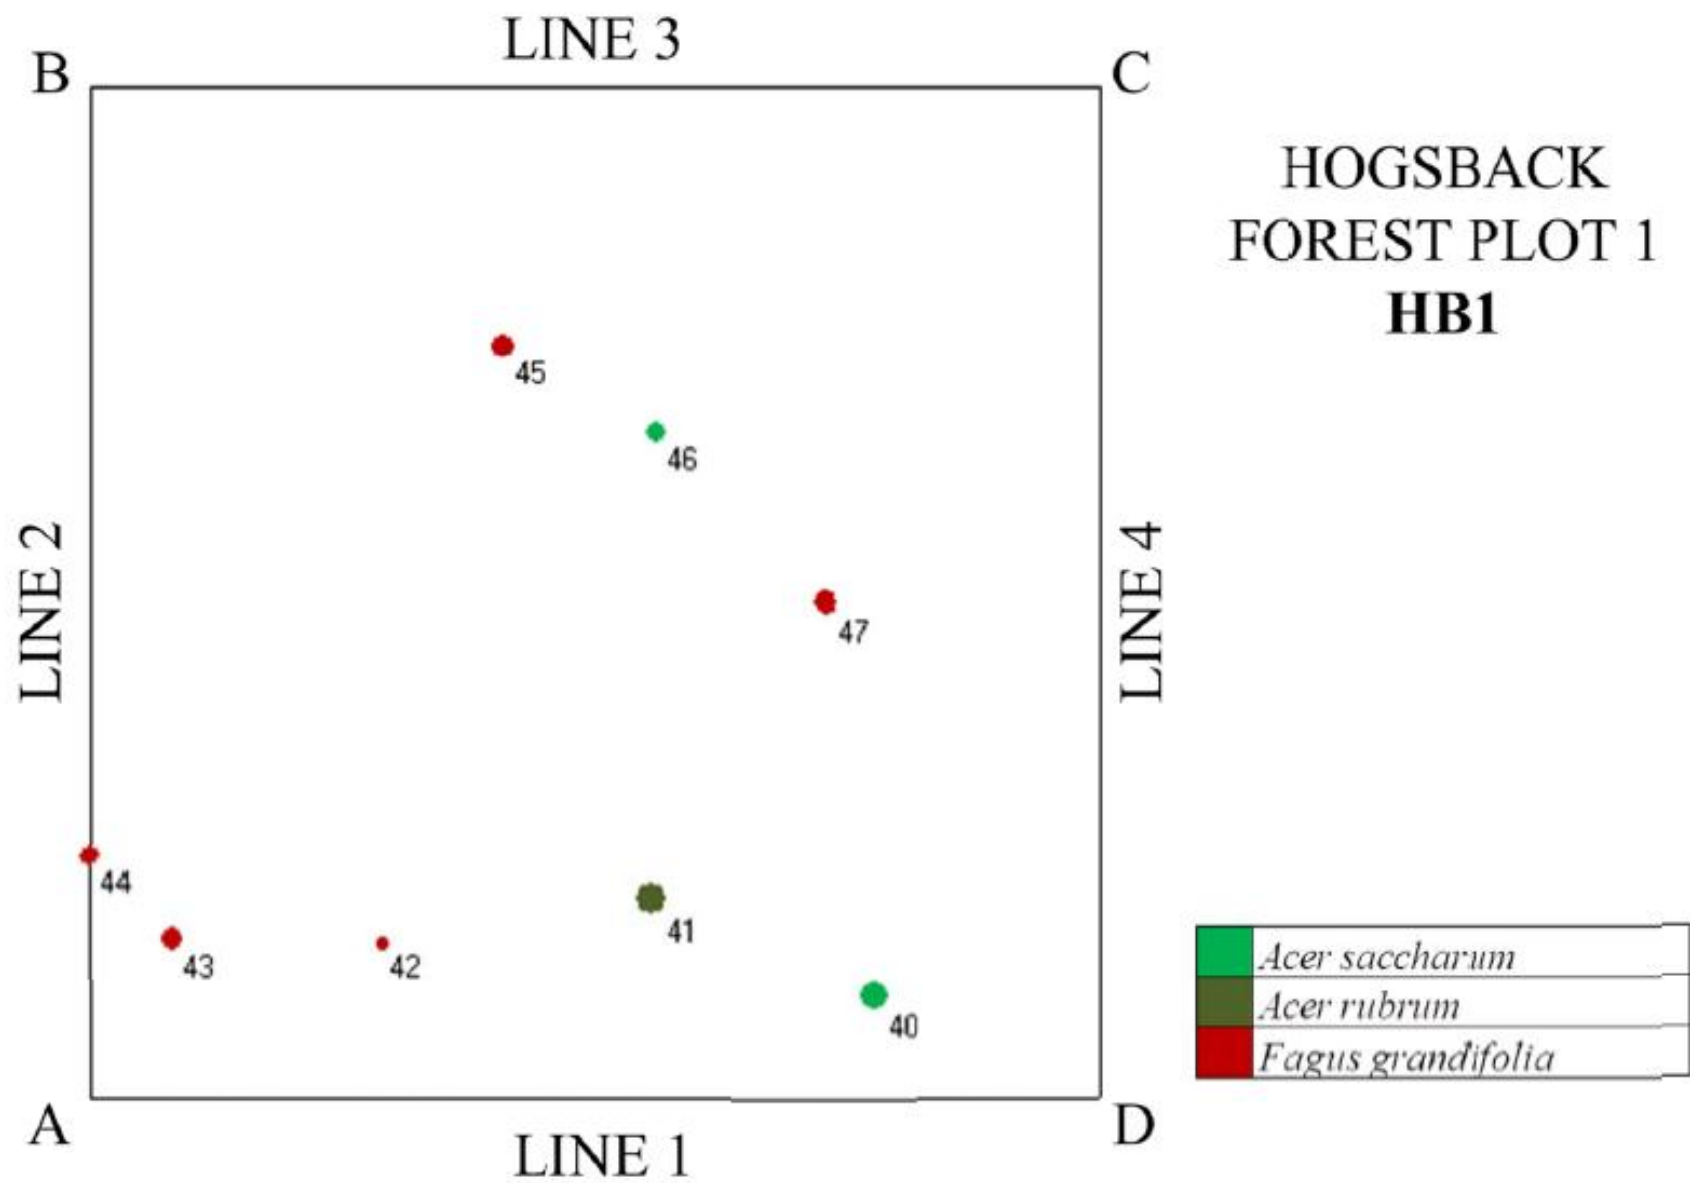 LINE 3
B
C
HOGSBACK
FOREST PLOT 1
HB1
45
46
LINE 2
LINE 4
47
44
41
43
42
40
Acer saccharum
Acer rubrum
Fagus grandifolia
A
D
LINE 1